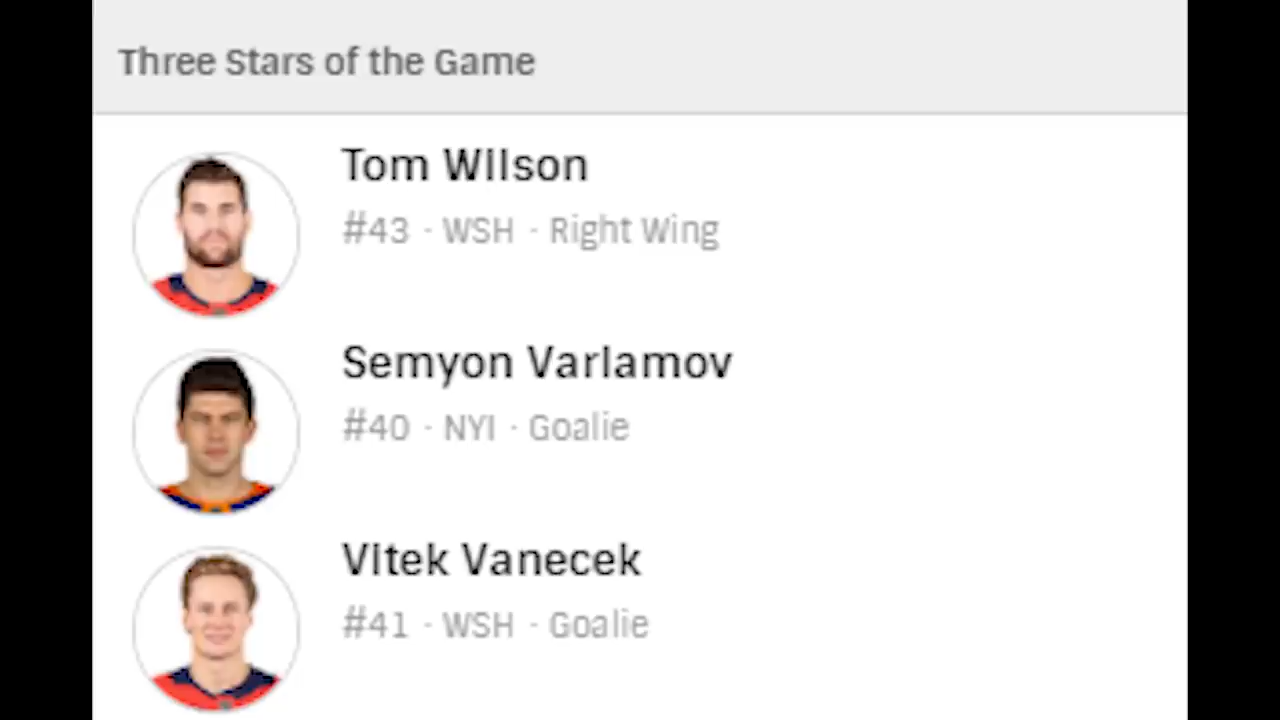 Three Stars of the Game
Tom Wilson
#43 · WSH · Right Wing
Semyon Varlamov
#40 · NYI · Goalie
Vitek Vanecek
#41 · WSH · Goalie